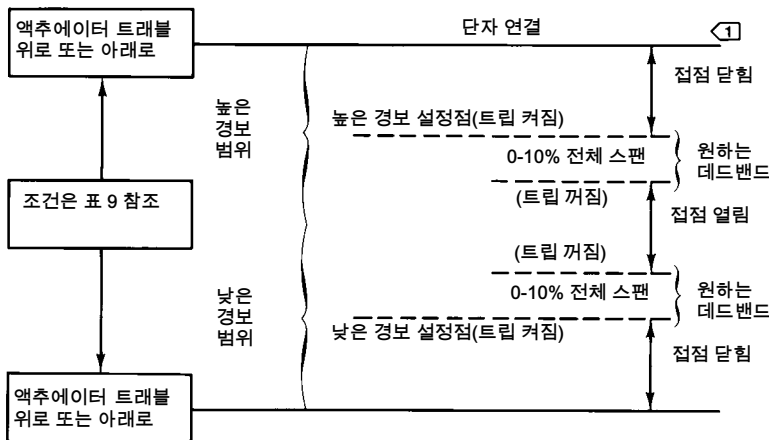 액추에이터 트래블
위로 또는 아래로
단자 연결
1
접점 닫힘
높은
경보
범위
높은 경보 설정점(트립 켜짐)
0-10% 전체 스팬
원하는
데드밴드
(트립 꺼짐)
조건은 표 9 참조
접점 열림
(트립 꺼짐)
0-10% 전체 스팬
원하는
데드밴드
낮은
경보
범위
낮은 경보 설정점(트립 켜짐)
접점 닫힘
액추에이터 트래블
위로 또는 아래로